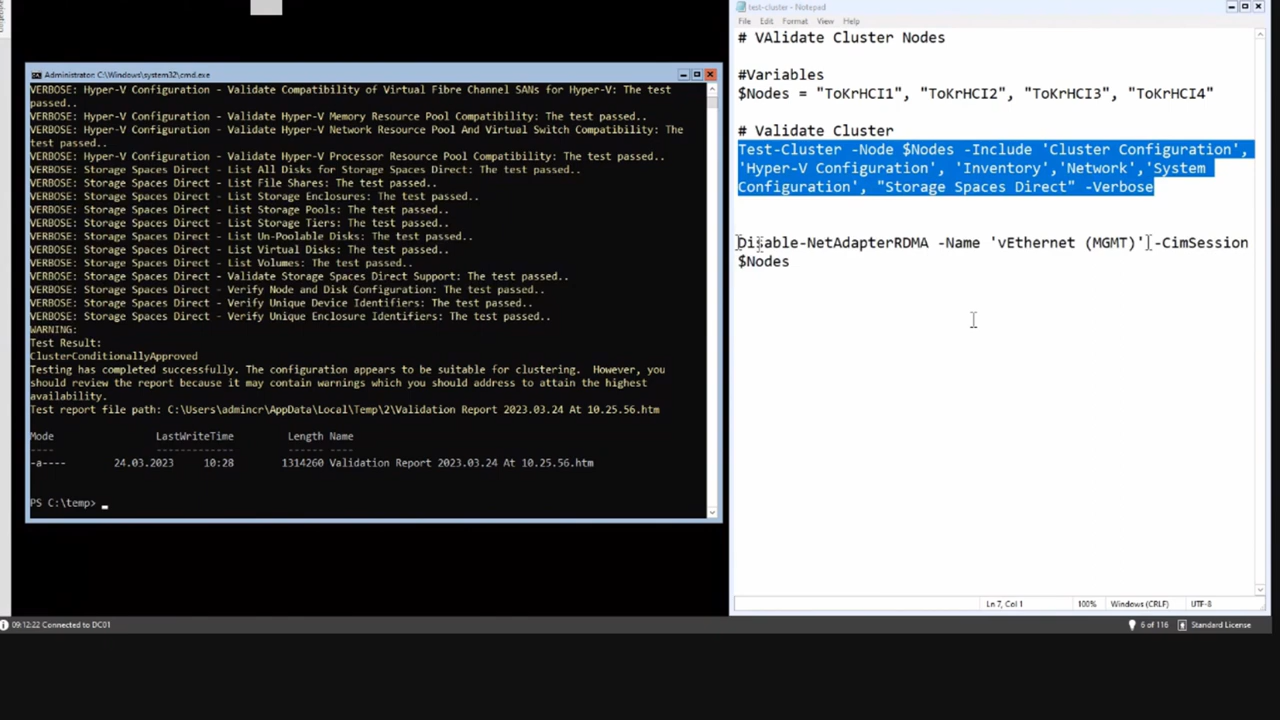 Administrator: C:\Windows\system32\cmd.exe
VERBOSE: Hyper-V Configuration - Validate Compatibility of Virtual Fibre Channel SANs for Hyper-V: The test
passed..
VERBOSE: Hyper-V Configuration - Validate Hyper-V Memory Resource Pool Compatibility: The test passed..
VERBOSE: Hyper-V Configuration - Validate Hyper-V Network Resource Pool And Virtual Switch Compatibility: The
test passed..
VERBOSE: Hyper-V Configuration - Validate Hyper-V Processor Resource Pool Compatibility: The test passed..
VERBOSE: Storage Spaces Direct - List All Disks for Storage Spaces Direct: The test passed..
VERBOSE: Storage Spaces Direct - List File Shares: The test passed..
VERBOSE: Storage Spaces Direct - List Storage Enclosures: The test passed..
VERBOSE: Storage Spaces Direct - List Storage Pools: The test passed..
VERBOSE: Storage Spaces Direct - List Storage Tiers: The test passed..
VERBOSE: Storage Spaces Direct - List Un-Poolable Disks: The test passed..
VERBOSE: Storage Spaces Direct - List Virtual Disks: The test passed..
VERBOSE: Storage Spaces Direct - List Volumes: The test passed..
VERBOSE: Storage Spaces Direct - Validate Storage Spaces Direct Support: The test passed..
VERBOSE: Storage Spaces Direct - Verify Node and Disk Configuration: The test passed..
VERBOSE: Storage Spaces Direct - Verify Unique Device Identifiers: The test passed..
VERBOSE: Storage Spaces Direct - Verify Unique Enclosure Identifiers: The test passed..
WARNING:
Test Result:
ClusterConditionallyApproved
Testing has completed successfully. The configuration appears to be suitable for clustering.  However, you
should review the report because it may contain warnings which you should address to attain the highest
availability.
Test report file path: C:\Users\admincr\AppData\Local\Temp\2\Validation Report 2023.03.24 At 10.25.56.htm
Mode LastWriteTime Length Name
---- ------------- ------ ----
-a---- 24.03.2023 10:28 1314260 Validation Report 2023.03.24 At 10.25.56.htm
PS C:\temp> _
test-cluster - Notepad
File Edit Format View Help
# VAlidate Cluster Nodes
#Variables
$Nodes = "ToKrHCI1", "ToKrHCI2", "ToKrHCI3", "ToKrHCI4"
# Validate Cluster
Test-Cluster -Node $Nodes -Include 'Cluster Configuration',
'Hyper-V Configuration', 'Inventory','Network','System
Configuration', "Storage Spaces Direct" -Verbose
Disable-NetAdapterRDMA -Name 'vEthernet (MGMT)' -CimSession
$Nodes
Ln 7, Col 1 100% Windows (CRLF) UTF-8
09:12:22 Connected to DC01 6 of 116 Standard License